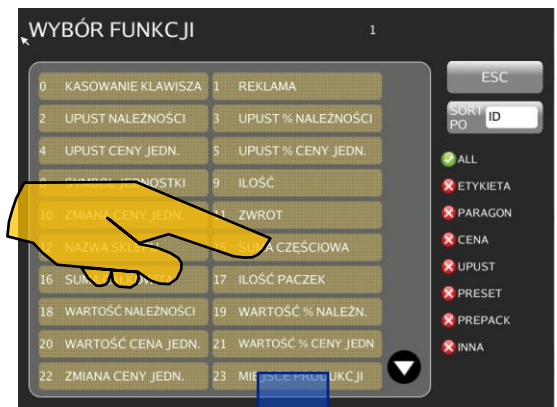 WYBÓR FUNKCJI 1
0 KASOWANIE KLAWISZA 1 REKLAMA
2 UPUST NALEŻNOŚCI 3 UPUST % NALEŻNOŚCI
4 UPUST CENY JEDN. 5 UPUST % CENY JEDN.
SYMBOL JEDNOSTKI 9 ILOŚĆ
10 ZMIANA CENY JEDN. 11 ZWROT
12 NAZWA 15 SUMA CZĘŚCIOWA
16 17 ILOŚĆ PACZEK
18 WARTOŚĆ NALEŻNOŚCI 19 WARTOŚĆ % NALEŻN.
20 WARTOŚĆ CENA JEDN. 21 WARTOŚĆ % CENY JEDN
22 ZMIANA CENY JEDN. 23 MIEJSCE PRODUKCJI
ESC
SORT PO ID
ALL
ETYKIETA
PARAGON
CENA
UPUST
PRESET
PREPACK
INNA